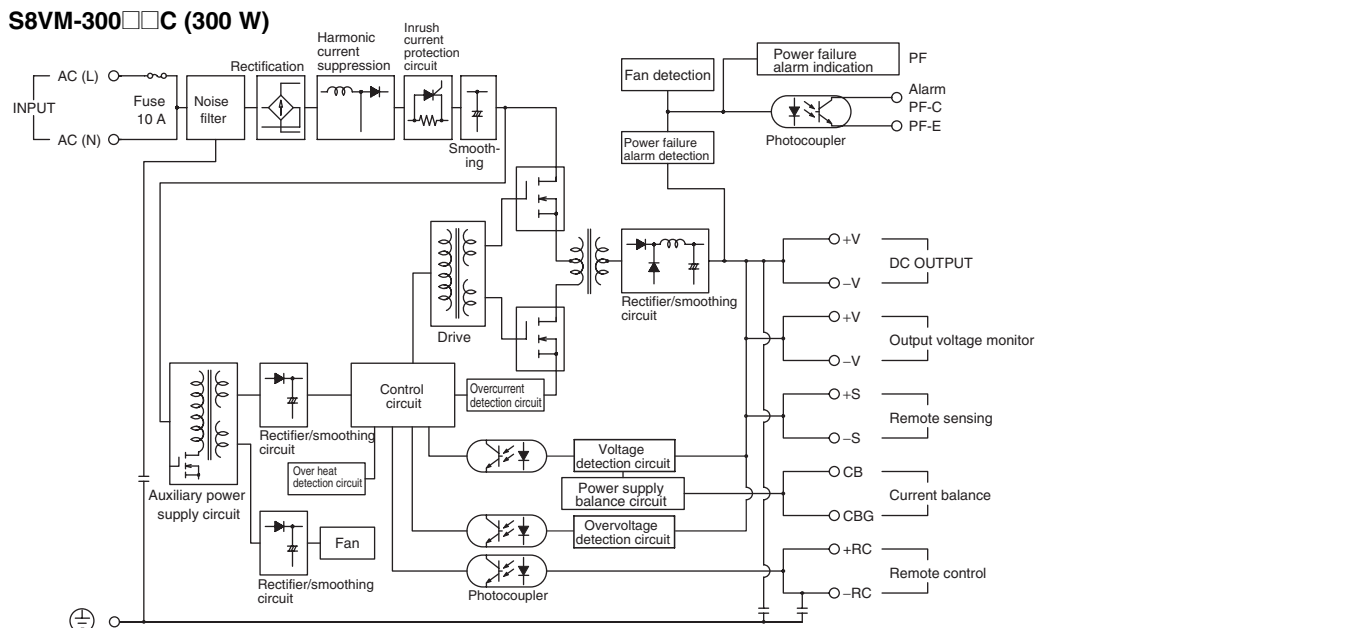 S8VM-300□□C (300 W)
INPUT
AC (L)
AC (N)
Fuse
10 A
Noise
filter
Rectification
Harmonic
current
suppression
Inrush
current
protection
circuit
Smooth-
ing
Fan detection
Power failure
alarm detection
Power failure
alarm indication
PF
Alarm
PF-C
PF-E
Photocoupler
Drive
Rectifier/smoothing
circuit
+V
DC OUTPUT
−V
+V
Output voltage monitor
−V
+S
Remote sensing
−S
CB
Current balance
CBG
+RC
Remote control
−RC
Control
circuit
Overcurrent
detection circuit
Rectifier/smoothing
circuit
Over heat
detection circuit
Auxiliary power
supply circuit
Voltage
detection circuit
Power supply
balance circuit
Overvoltage
detection circuit
Fan
Rectifier/smoothing
circuit
Photocoupler